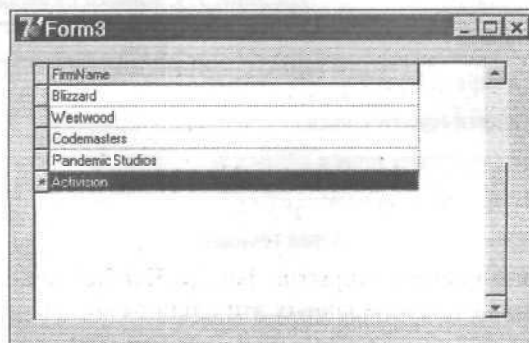 Form3
FirmName
Blizzard
Westwood
Codemasters
Pandemic Studios
* Activision